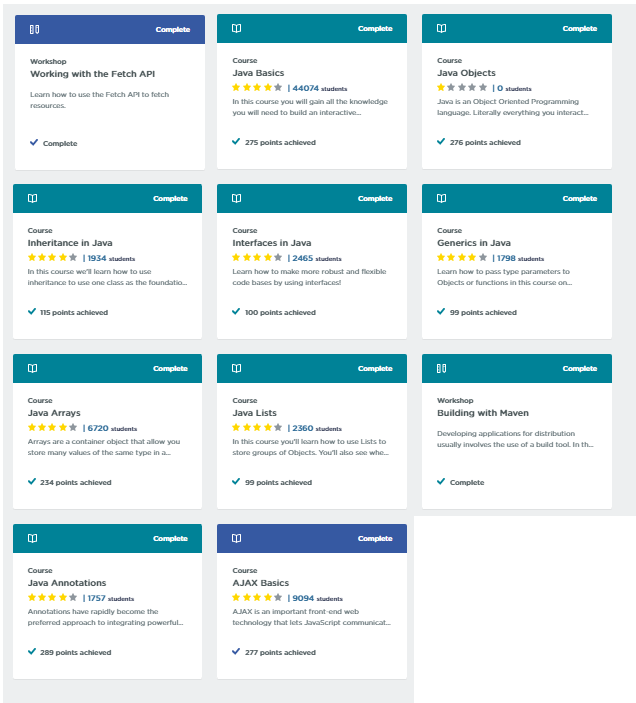 Complete
Workshop
Working with the Fetch API
Learn how to use the Fetch API to fetch
resources.
Complete
Complete
Course
Java Basics
| 44074 students
In this course you will gain all the knowledge
you will need to build an interactive...
275 points achieved
Complete
Course
Java Objects
| 0 students
Java is an Object Oriented Programming
language. Literally everything you interact...
276 points achieved
Complete
Course
Inheritance in Java
| 1934 students
In this course we'll learn how to use
inheritance to use one class as the foundatio...
115 points achieved
Complete
Course
Interfaces in Java
| 2465 students
Learn how to make more robust and flexible
code bases by using interfaces!
100 points achieved
Complete
Course
Generics in Java
| 1798 students
Learn how to pass type parameters to
Objects or functions in this course on...
99 points achieved
Complete
Course
Java Arrays
| 6720 students
Arrays are a container object that allow you
store many values of the same type in a...
234 points achieved
Complete
Course
Java Lists
| 2360 students
In this course you'll learn how to use Lists to
store groups of Objects. You'll also see whe...
99 points achieved
Complete
Workshop
Building with Maven
Developing applications for distribution
usually involves the use of a build tool. In th...
Complete
Complete
Course
Java Annotations
| 1757 students
Annotations have rapidly become the
preferred approach to integrating powerful...
289 points achieved
Complete
Course
AJAX Basics
| 9094 students
AJAX is an important front-end web
technology that lets JavaScript communicat...
277 points achieved